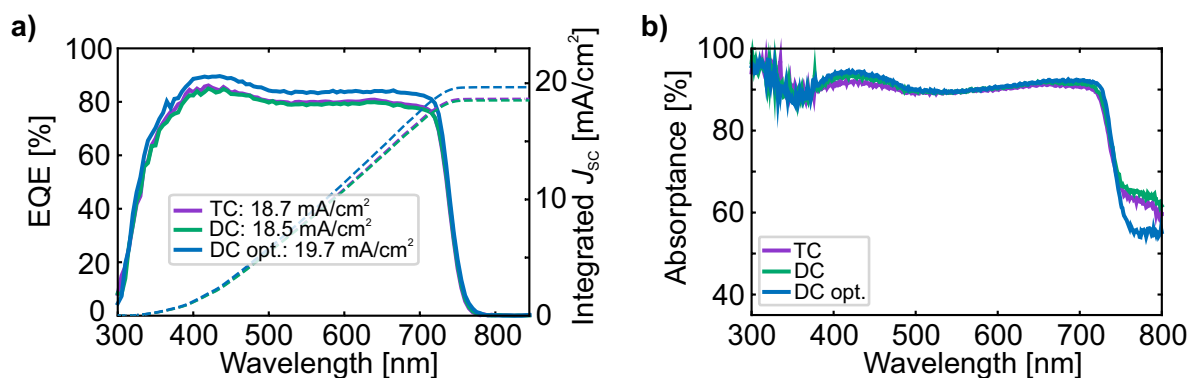 a)
EQE [%]
100
80
60
40
20
0
300
400
500
600
700
800
Wavelength [nm]
20
10
0
Integrated JSC [mA/cm²]
TC: 18.7 mA/cm²
DC: 18.5 mA/cm²
DC opt.: 19.7 mA/cm²
b)
Absorptance [%]
100
80
60
40
300
400
500
600
700
800
Wavelength [nm]
TC
DC
DC opt.